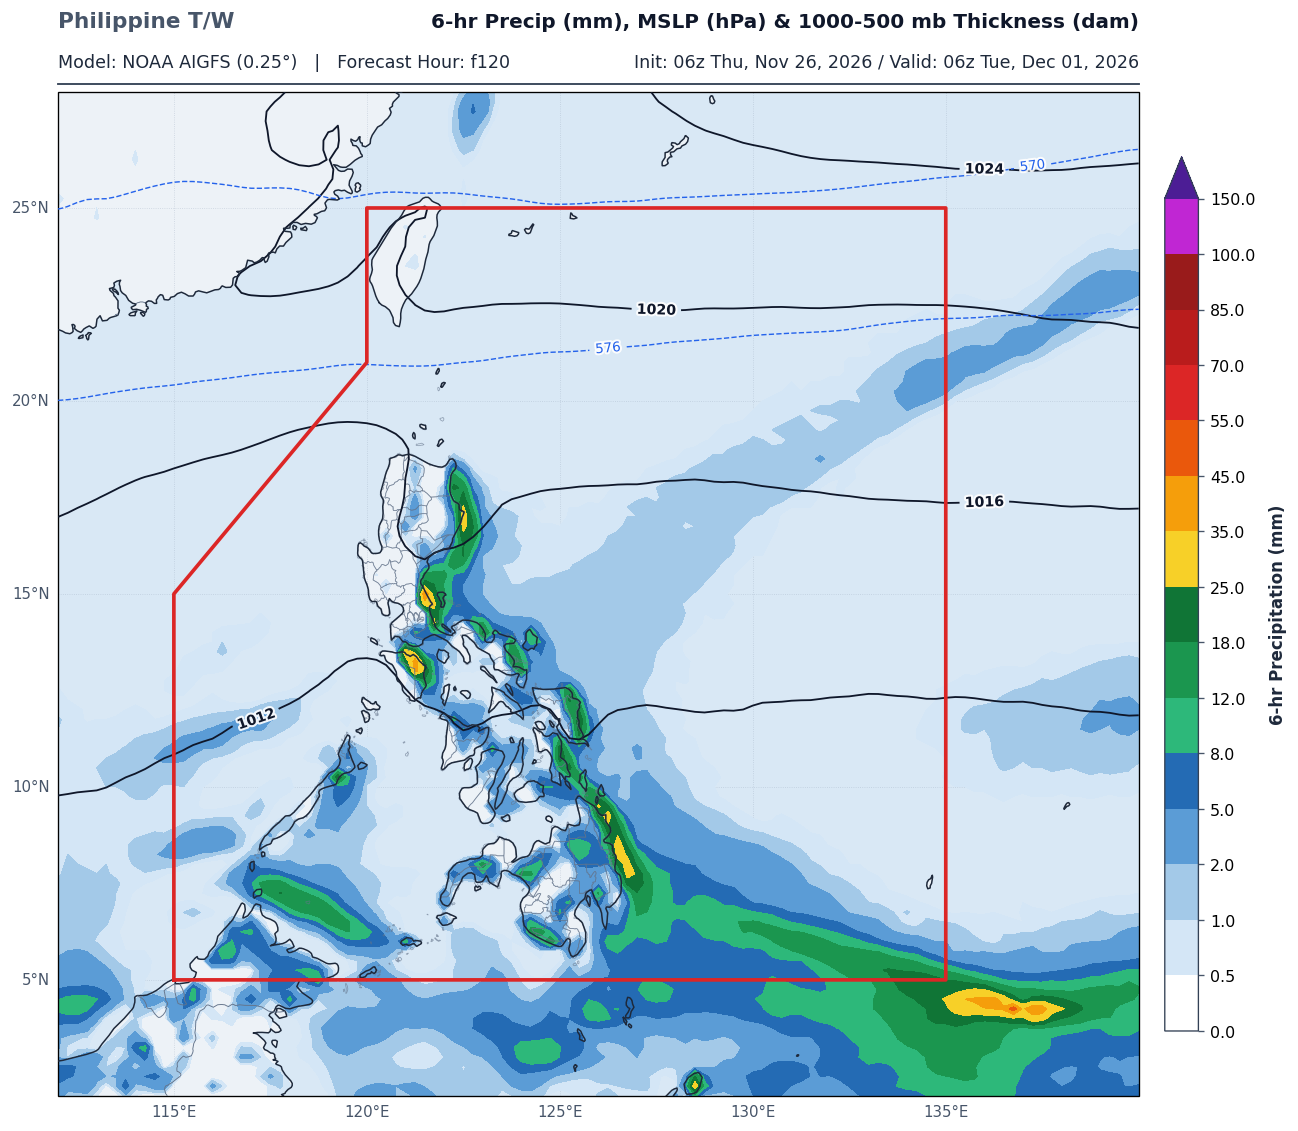 Philippine T/W
6-hr Precip (mm), MSLP (hPa) & 1000-500 mb Thickness (dam)
Model: NOAA AIGFS (0.25°) | Forecast Hour: f120
Init: 06z Thu, Nov 26, 2026 / Valid: 06z Tue, Dec 01, 2026
1024
570
25°N
1020
576
20°N
1016
15°N
1012
10°N
5°N
115°E
120°E
125°E
130°E
135°E
150.0
100.0
85.0
70.0
55.0
45.0
35.0
25.0
18.0
12.0
8.0
5.0
2.0
1.0
0.5
0.0
6-hr Precipitation (mm)